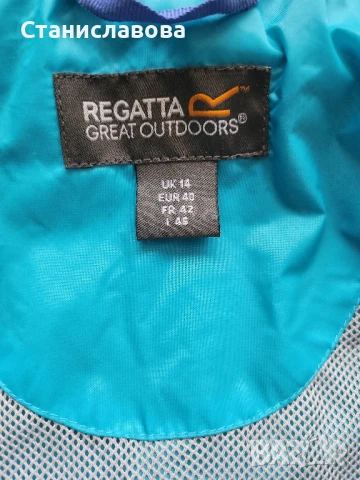 Станиславова
REGATTA
GREAT OUTDOORS®
UK 14
EUR 40
FR 42
I 46